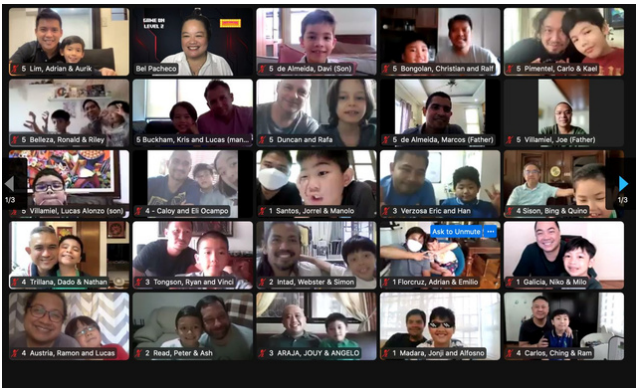 5 Lim, Adrian & Aurik
GAME ON
LEVEL 2
Bel Pacheco
5 de Almeida, Davi (Son)
5 Bongolan, Christian and Ralf
5 Pimentel, Carlo & Kael
5 Belleza, Ronald & Riley
5 Buckham, Kris and Lucas (man...
5 Duncan and Rafa
5 de Almeida, Marcos (Father)
5 Villamiel, Joe (Father)
1/3
5 Villamiel, Lucas Alonzo (son)
4 - Caloy and Eli Ocampo
1 Santos, Jorrel & Manolo
3 Verzosa Eric and Han
4 Sison, Bing & Quino
1/3
4 Trillana, Dado & Nathan
3 Tongson, Ryan and Vinci
2 Intad, Webster & Simon
Ask to Unmute
1 Florcruz, Adrian & Emilio
1 Galicia, Niko & Milo
4 Austria, Ramon and Lucas
2 Read, Peter & Ash
3 ARAJA, JOUY & ANGELO
1 Madara, Jonji and Alfosno
4 Carlos, Ching & Ram